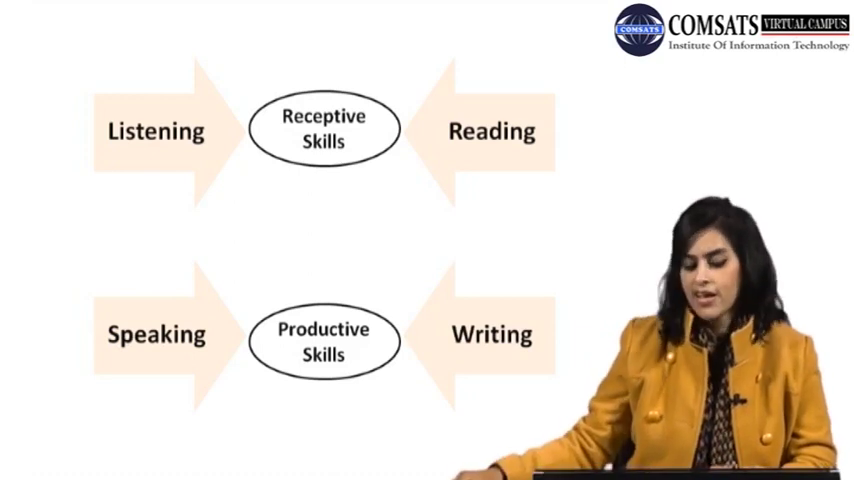 COMSATS VIRTUAL CAMPUS
COMSATS
Institute Of Information Technology
Listening
Receptive
Skills
Reading
Speaking
Productive
Skills
Writing